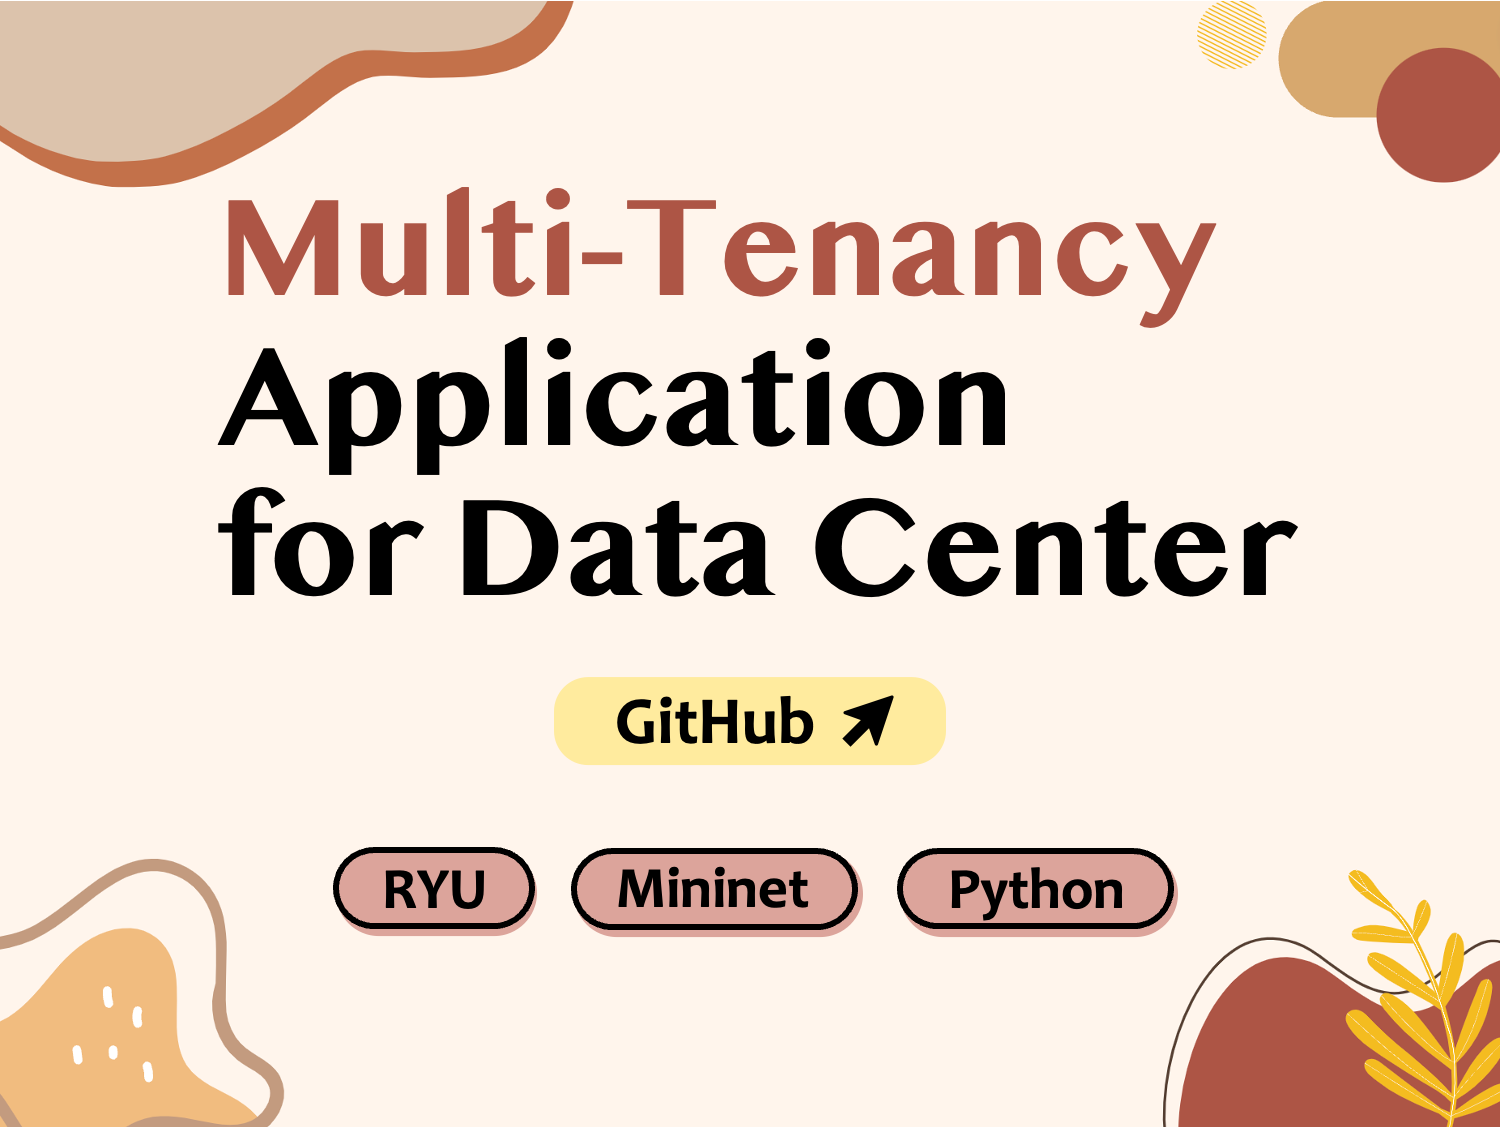 Multi-Tenancy
Application
for Data Center
GitHub
RYU Mininet Python